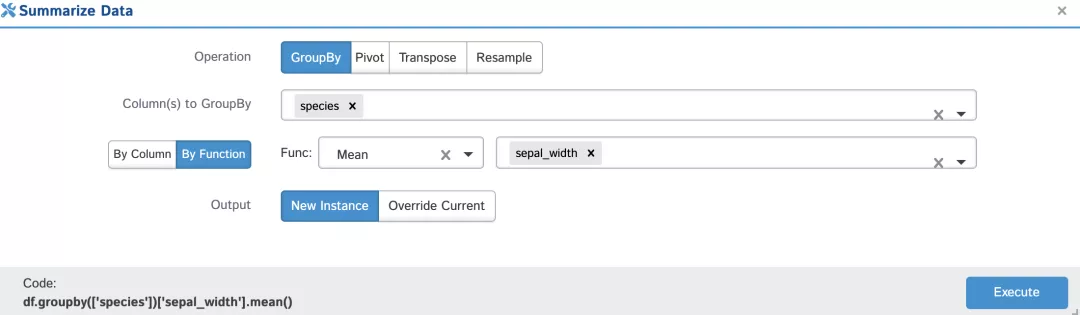 Summarize Data ×
Operation GroupBy Pivot Transpose Resample
Column(s) to GroupBy species ×
By Column By Function Func: Mean × sepal_width ×
Output New Instance Override Current
Code:
df.groupby(['species'])['sepal_width'].mean()
Execute